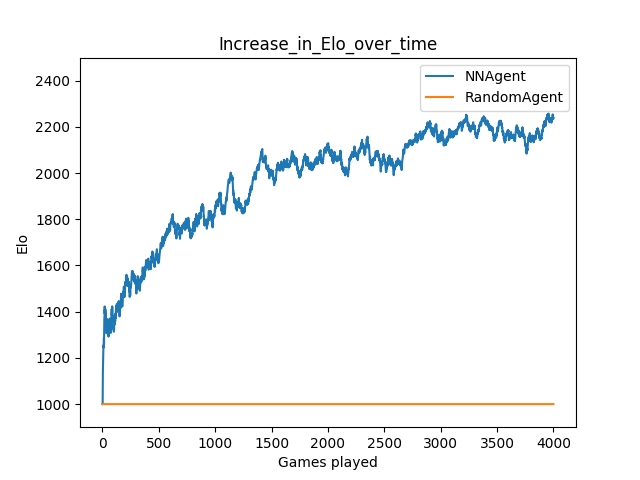 Increase_in_Elo_over_time
NNAgent
RandomAgent
2400
2200
2000
1800
1600
1400
1200
1000
Elo
0 500 1000 1500 2000 2500 3000 3500 4000
Games played